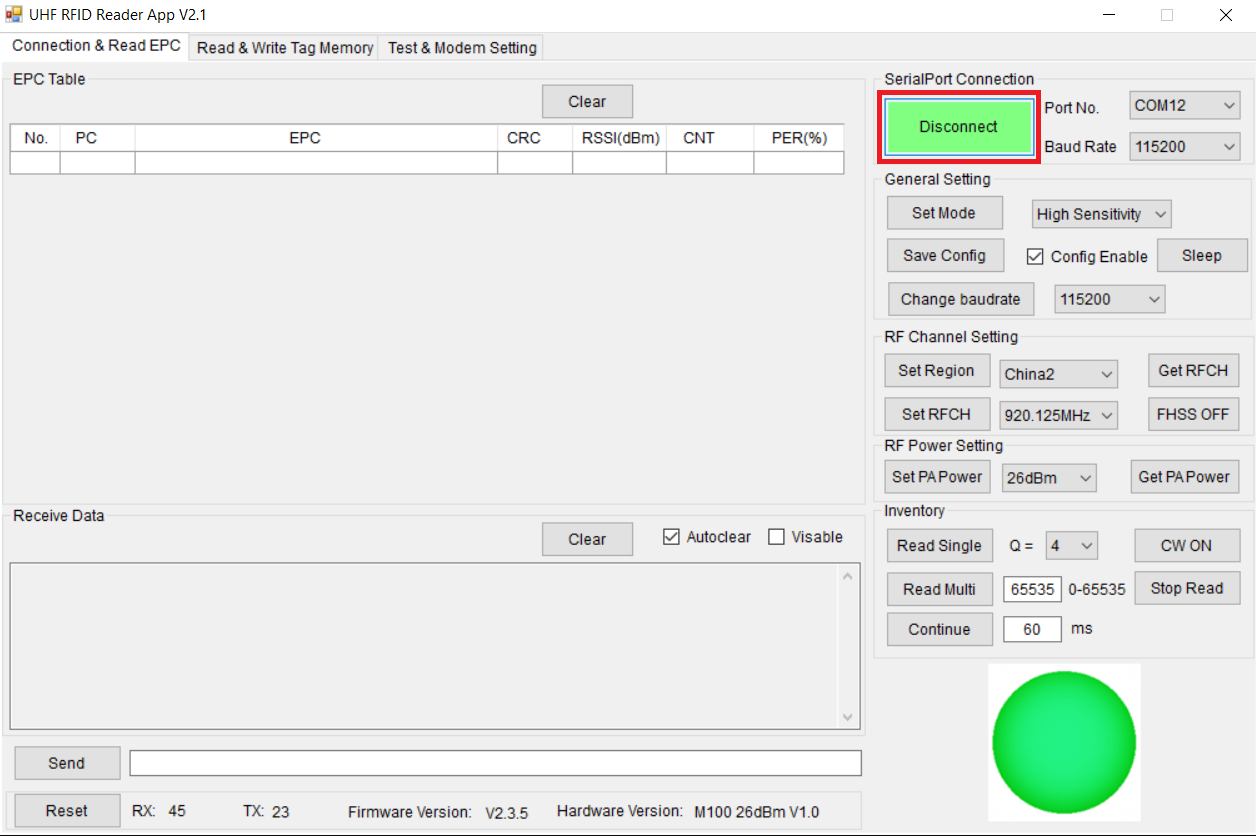 UHF RFID Reader App V2.1
Connection & Read EPC Read & Write Tag Memory Test & Modem Setting
EPC Table
Clear
No. PC EPC CRC RSSI(dBm) CNT PER(%)
SerialPort Connection
Disconnect
Port No. COM12
Baud Rate 115200
General Setting
Set Mode High Sensitivity
Save Config Config Enable Sleep
Change baudrate 115200
RF Channel Setting
Set Region China2 Get RFCH
Set RFCH 920.125MHz FHSS OFF
RF Power Setting
Set PA Power 26dBm Get PA Power
Inventory
Read Single Q = 4 CW ON
Read Multi 65535 0-65535 Stop Read
Continue 60 ms
Receive Data
Clear Autoclear Visable
Send
Reset RX: 45 TX: 23 Firmware Version: V2.3.5 Hardware Version: M100 26dBm V1.0